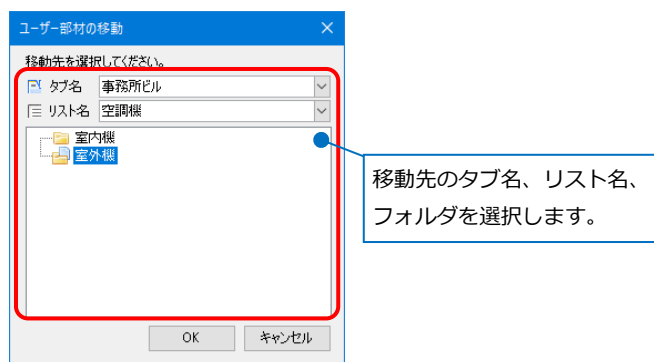 ユーザー部材の移動
移動先を選択してください。
タブ名 事務所ビル
リスト名 空調機
室内機
室外機
移動先のタブ名、リスト名、
フォルダを選択します。
OK キャンセル